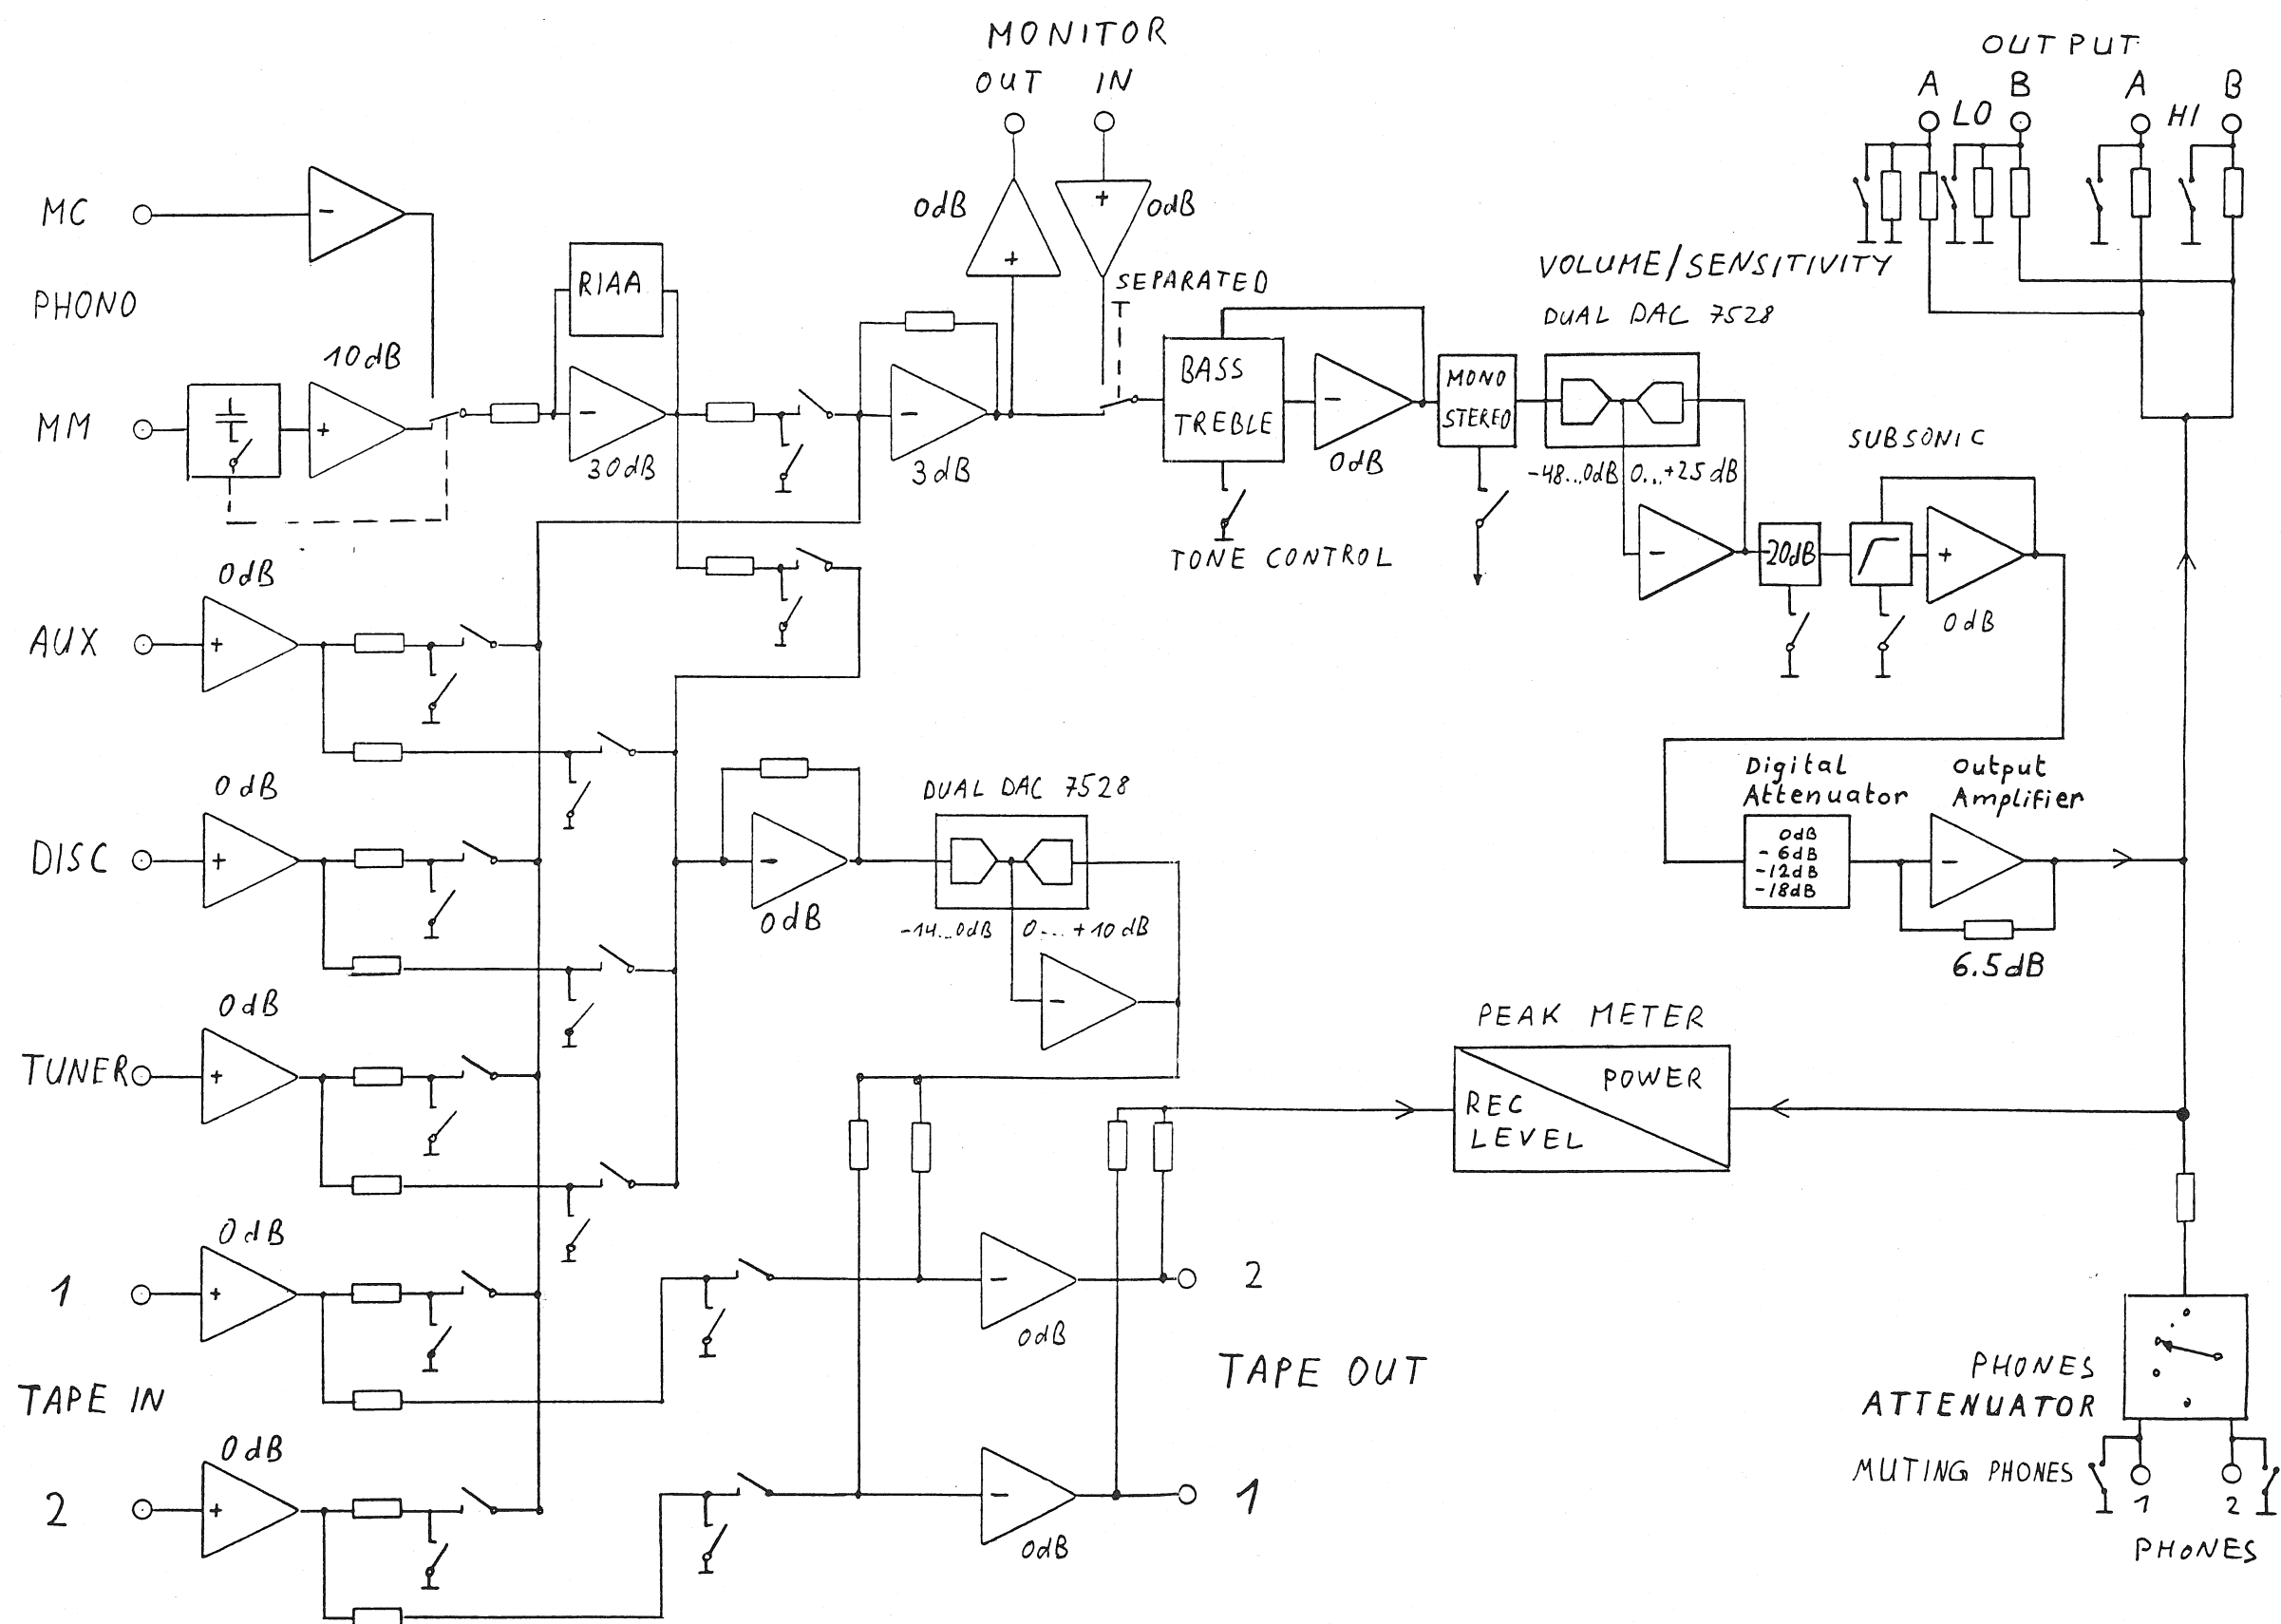 MONITOR
OUT IN
OUTPUT
A LO B A HI B
MC
PHONO
MM
10dB
RIAA
30dB
0dB
0dB
3dB
SEPARATED
BASS
TREBLE
0dB
TONE CONTROL
MONO
STEREO
VOLUME/SENSITIVITY
DUAL DAC 7528
-48...0dB 0...+25dB
-20dB
SUBSONIC
0dB
AUX
0dB
DISC
0dB
TUNER
0dB
1
0dB
TAPE IN
2
0dB
0dB
DUAL DAC 7528
-14...0dB 0...+10dB
Digital
Attenuator
0dB
-6dB
-12dB
-18dB
Output
Amplifier
6.5dB
PEAK METER
REC
LEVEL
POWER
2
0dB
TAPE OUT
1
0dB
PHONES
ATTENUATOR
MUTING PHONES
1 2
PHONES